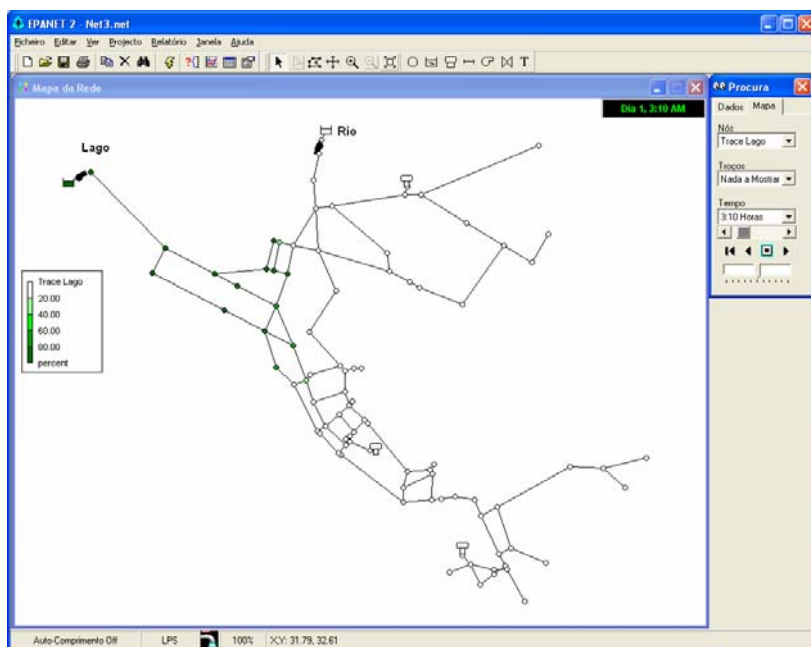 EPANET 2 - Net3.net
Ficheiro Editar Ver Projecto Relatório Janela Ajuda
T
Mapa da Rede
Dia 1, 3:10 AM
Lago
Rio
Trace Lago
20.00
40.00
60.00
80.00
percent
Procura
Dados Mapa
Nós
Trace Lago
Troços
Nada a Mostrar
Tempo
3:10 Horas
Auto-Comprimento Off LPS 100% X,Y: 31.79, 32.61